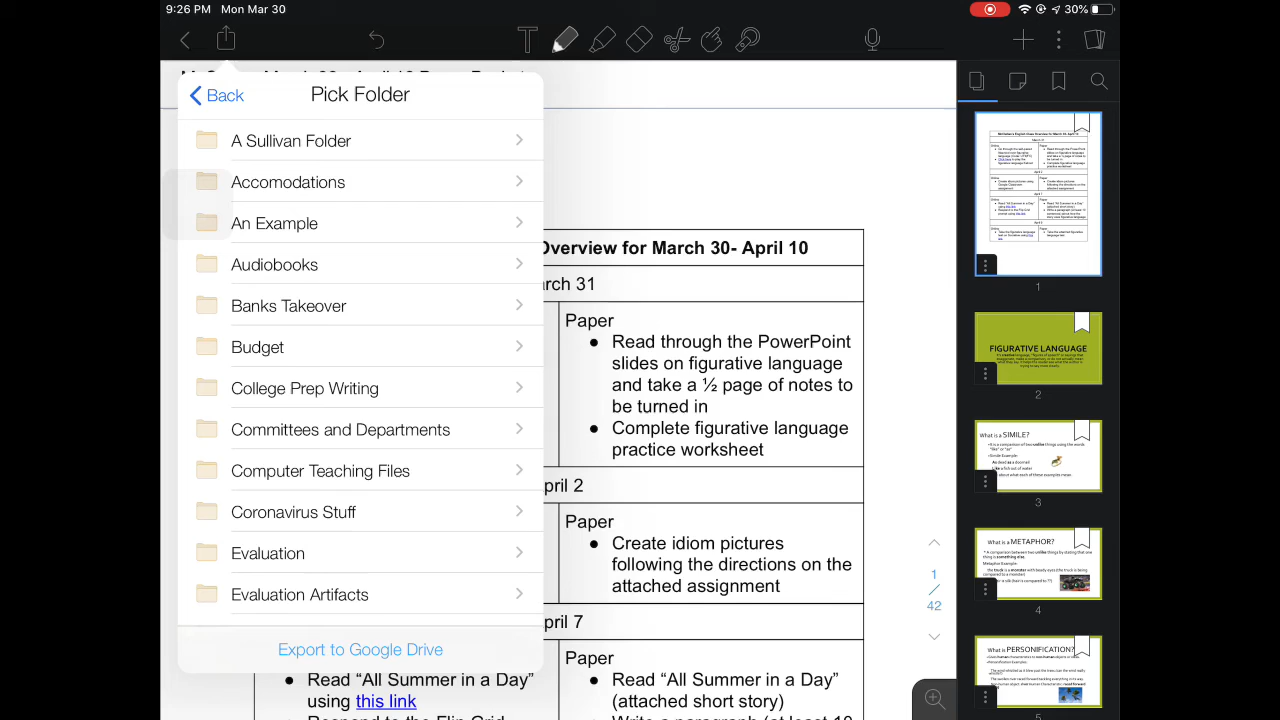 9:26 PM Mon Mar 30
30%
Back
Pick Folder
A Sullivan Folder
Accommodate
An Example
Audiobooks
Banks Takeover
Budget
College Prep Writing
Committees and Departments
Computer Teaching Files
Coronavirus Stuff
Evaluation
Evaluation Artifacts
Export to Google Drive
Overview for March 30- April 10
arch 31
Paper
● Read through the PowerPoint
slides on figurative language
and take a ½ page of notes to
be turned in
● Complete figurative language
practice worksheet
pril 2
Paper
● Create idiom pictures
following the directions on the
attached assignment
pril 7
Summer in a Day”
using this link
Paper
● Read “All Summer in a Day”
(attached short story)
1
/
42
1
FIGURATIVE LANGUAGE
2
What is a SIMILE?
3
What is a METAPHOR?
4
What is PERSONIFICATION?